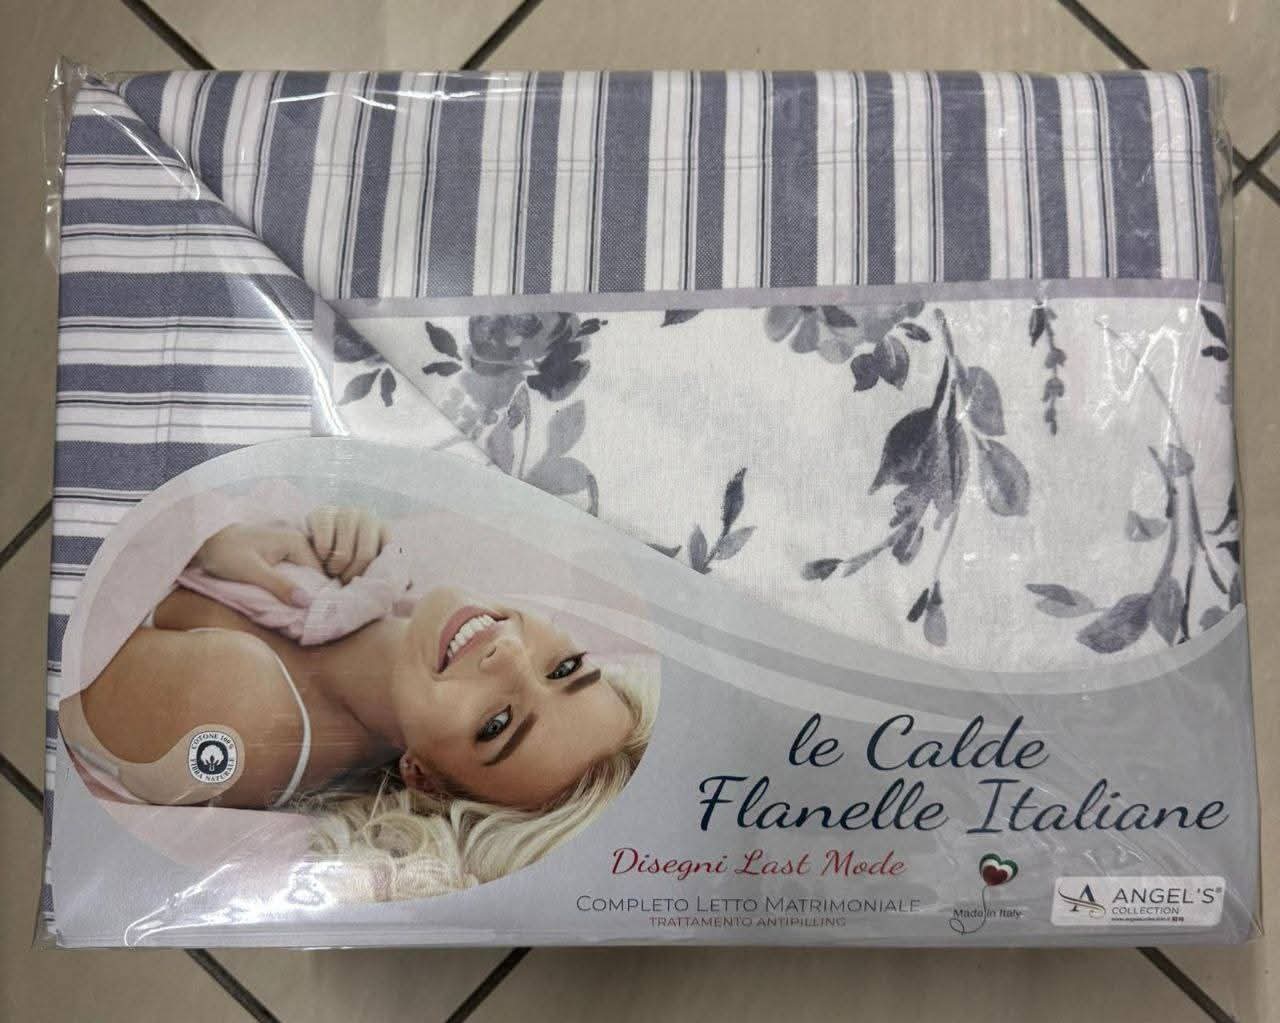 le Calde
Flanelle Italiane
Disegni Last Mode
COMPLETO LETTO MATRIMONIALE
TRATTAMENTO ANTIPILLING
Made in Italy
ANGEL'S®
COLLECTION
COTONE 100%
FIBRA NATURALE